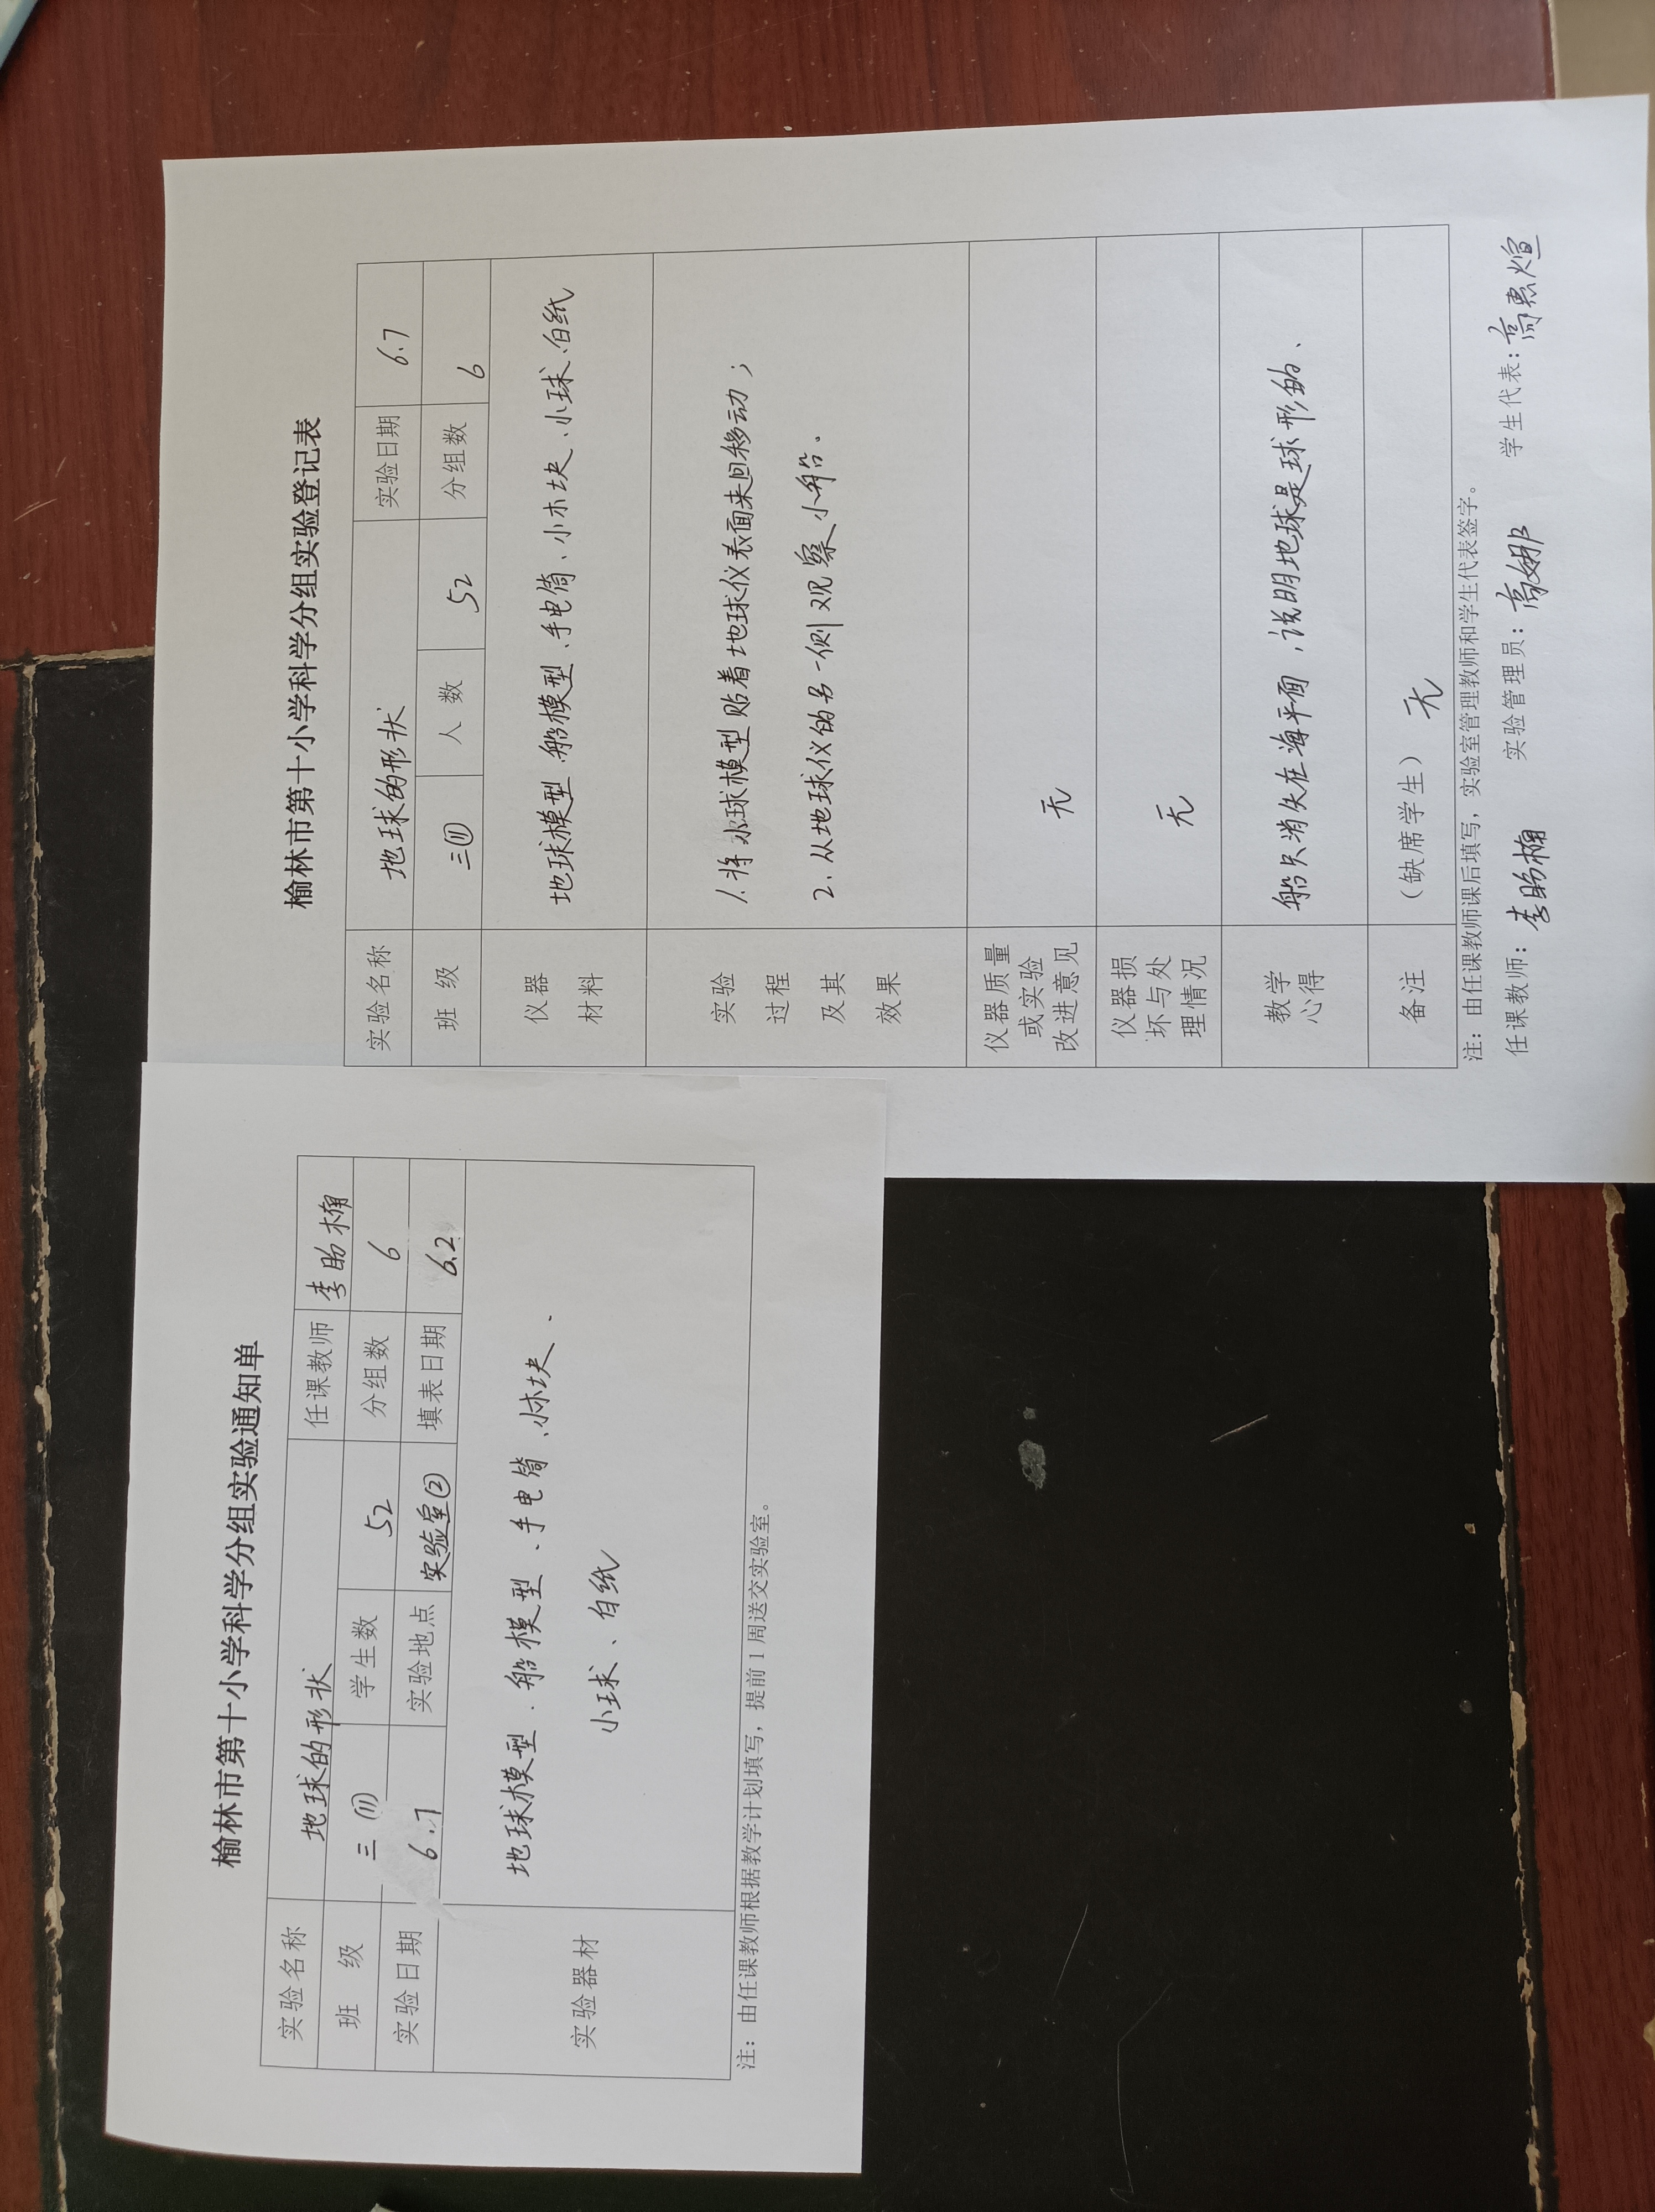 榆林市第十小学科学分组实验通知单
实验名称 地球的形状 任课教师 李盼楠
班 级 三⑪ 学生数 52 分组数 6
实验日期 6.7 实验地点 实验室② 填表日期 6.2
实验器材 地球模型、船模型、手电筒、小木块、
小球、白纸
注：由任课教师根据教学计划填写，提前1周送交实验室。
榆林市第十小学科学分组实验登记表
实验名称 地球的形状 实验日期 6.7
班 级 三⑪ 人 数 52 分组数 6
仪器
材料
地球模型、船模型、手电筒、小木块、小球、白纸
实验
过程
及其
效果
1.将水球模型贴着地球仪表面来回移动；
2.从地球仪的另一侧观察小船。
仪器质量
或实验
改进意见
无
仪器损
坏与处
理情况
无
教学
心得
船只消失在海平面，说明地球是球形的、
备注 （缺席学生） 无
注：由任课教师课后填写，实验室管理教师和学生代表签字。
任课教师：李盼楠 实验管理员：高娜 学生代表：高惠煊